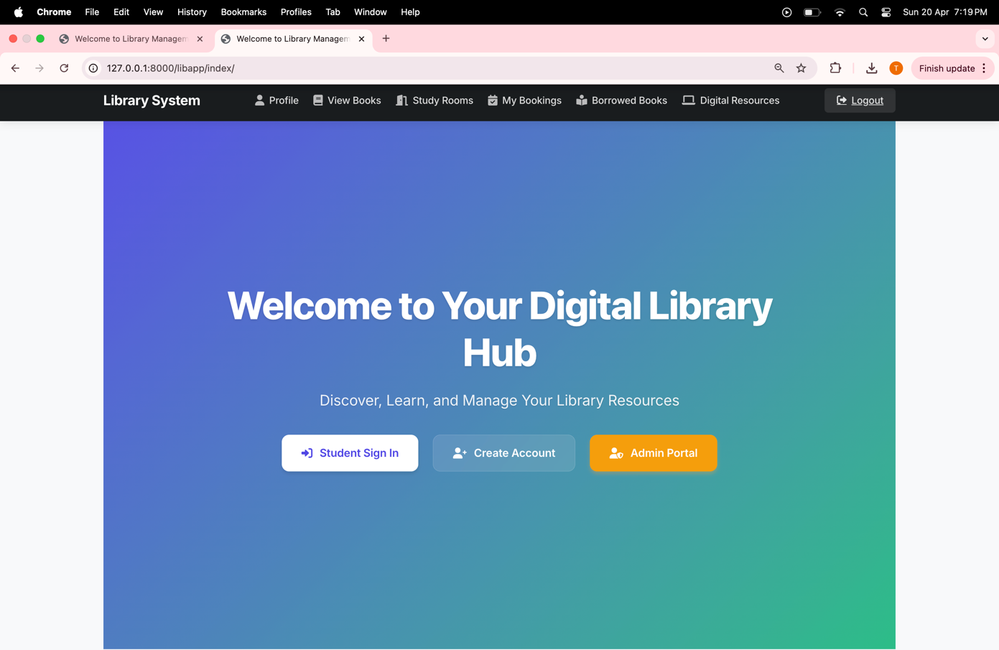 Chrome File Edit View History Bookmarks Profiles Tab Window Help Sun 20 Apr 7:19 PM
Welcome to Library Managem Welcome to Library Managem
127.0.0.1:8000/libapp/index/ T Finish update
Library System Profile View Books Study Rooms My Bookings Borrowed Books Digital Resources Logout
Welcome to Your Digital Library
Hub
Discover, Learn, and Manage Your Library Resources
Student Sign In Create Account Admin Portal